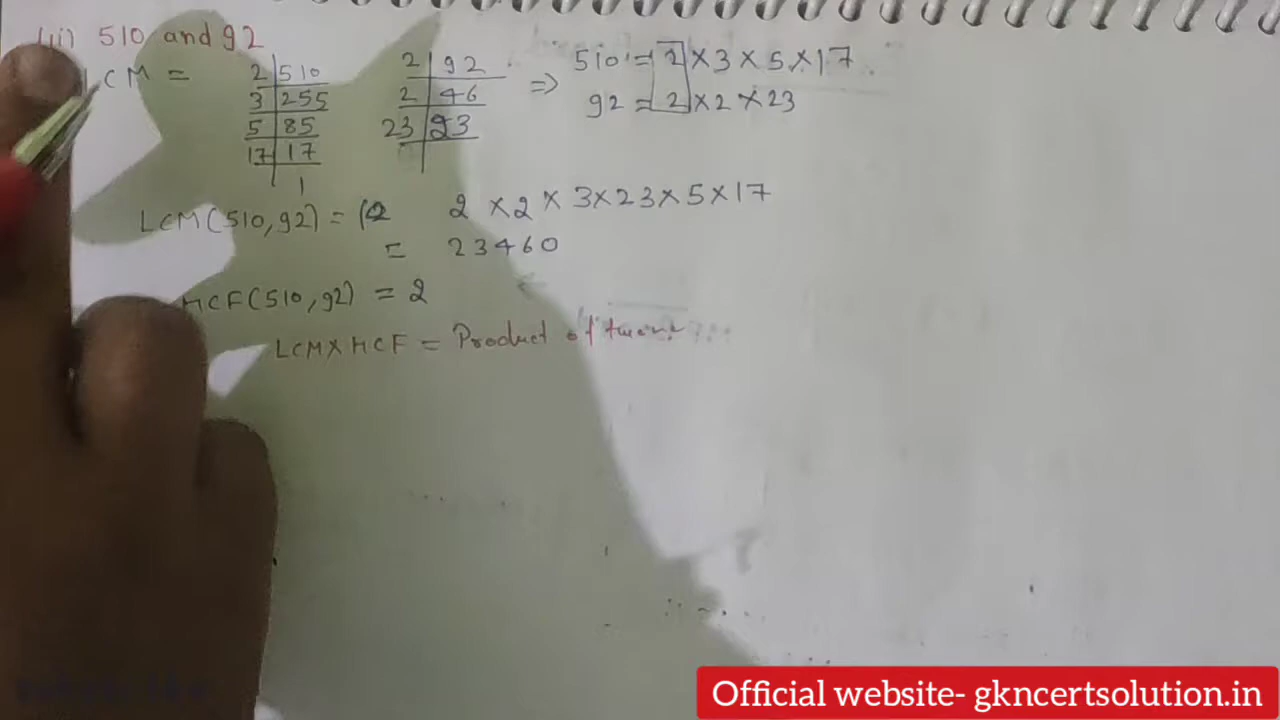 (ii) 510 and 92
LCM =
2 | 510
3 | 255
5 | 85
17 | 17
1
2 | 92
2 | 46
23 | 23
=> 510 = 2 × 3 × 5 × 17
92 = 2 × 2 × 23
LCM(510,92) = (2 2 × 2 × 3 × 23 × 5 × 17
= 23460
HCF(510,92) = 2
LCM × HCF = Product of
Official website- gkncertsolution.in